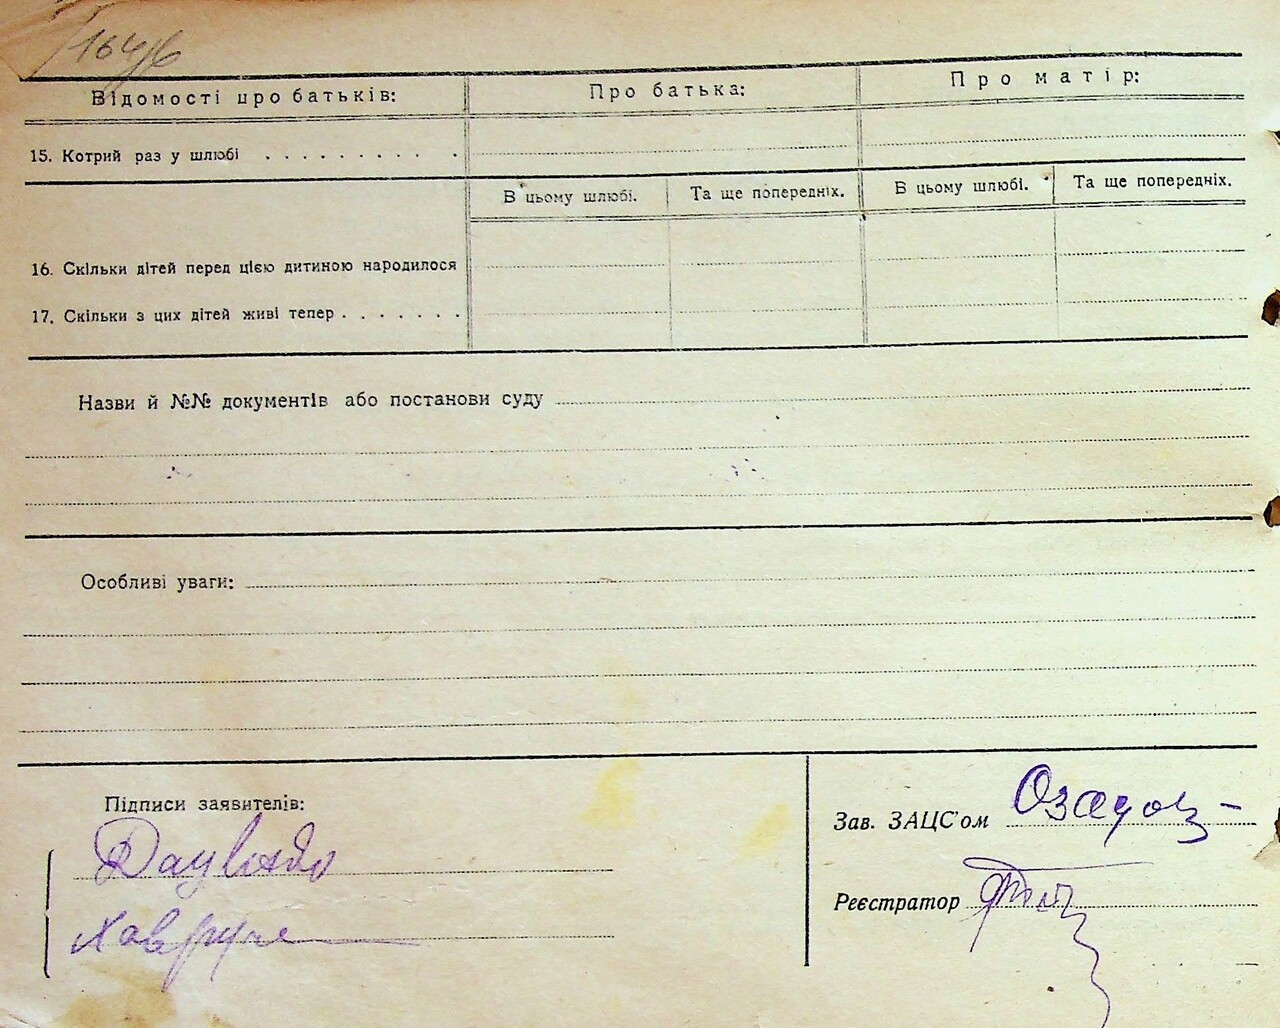 164/6
Відомості про батьків: Про батька: Про матір:
15. Котрий раз у шлюбі . . . . . . . . . .
В цьому шлюбі. Та ще попередніх. В цьому шлюбі. Та ще попередніх.
16. Скільки дітей перед цією дитиною народилося
17. Скільки з цих дітей живі тепер . . . . . . .
Назви й №№ документів або постанови суду
Особливі уваги:
Підписи заявителів:
Зав. ЗАЦС'ом
Реєстратор